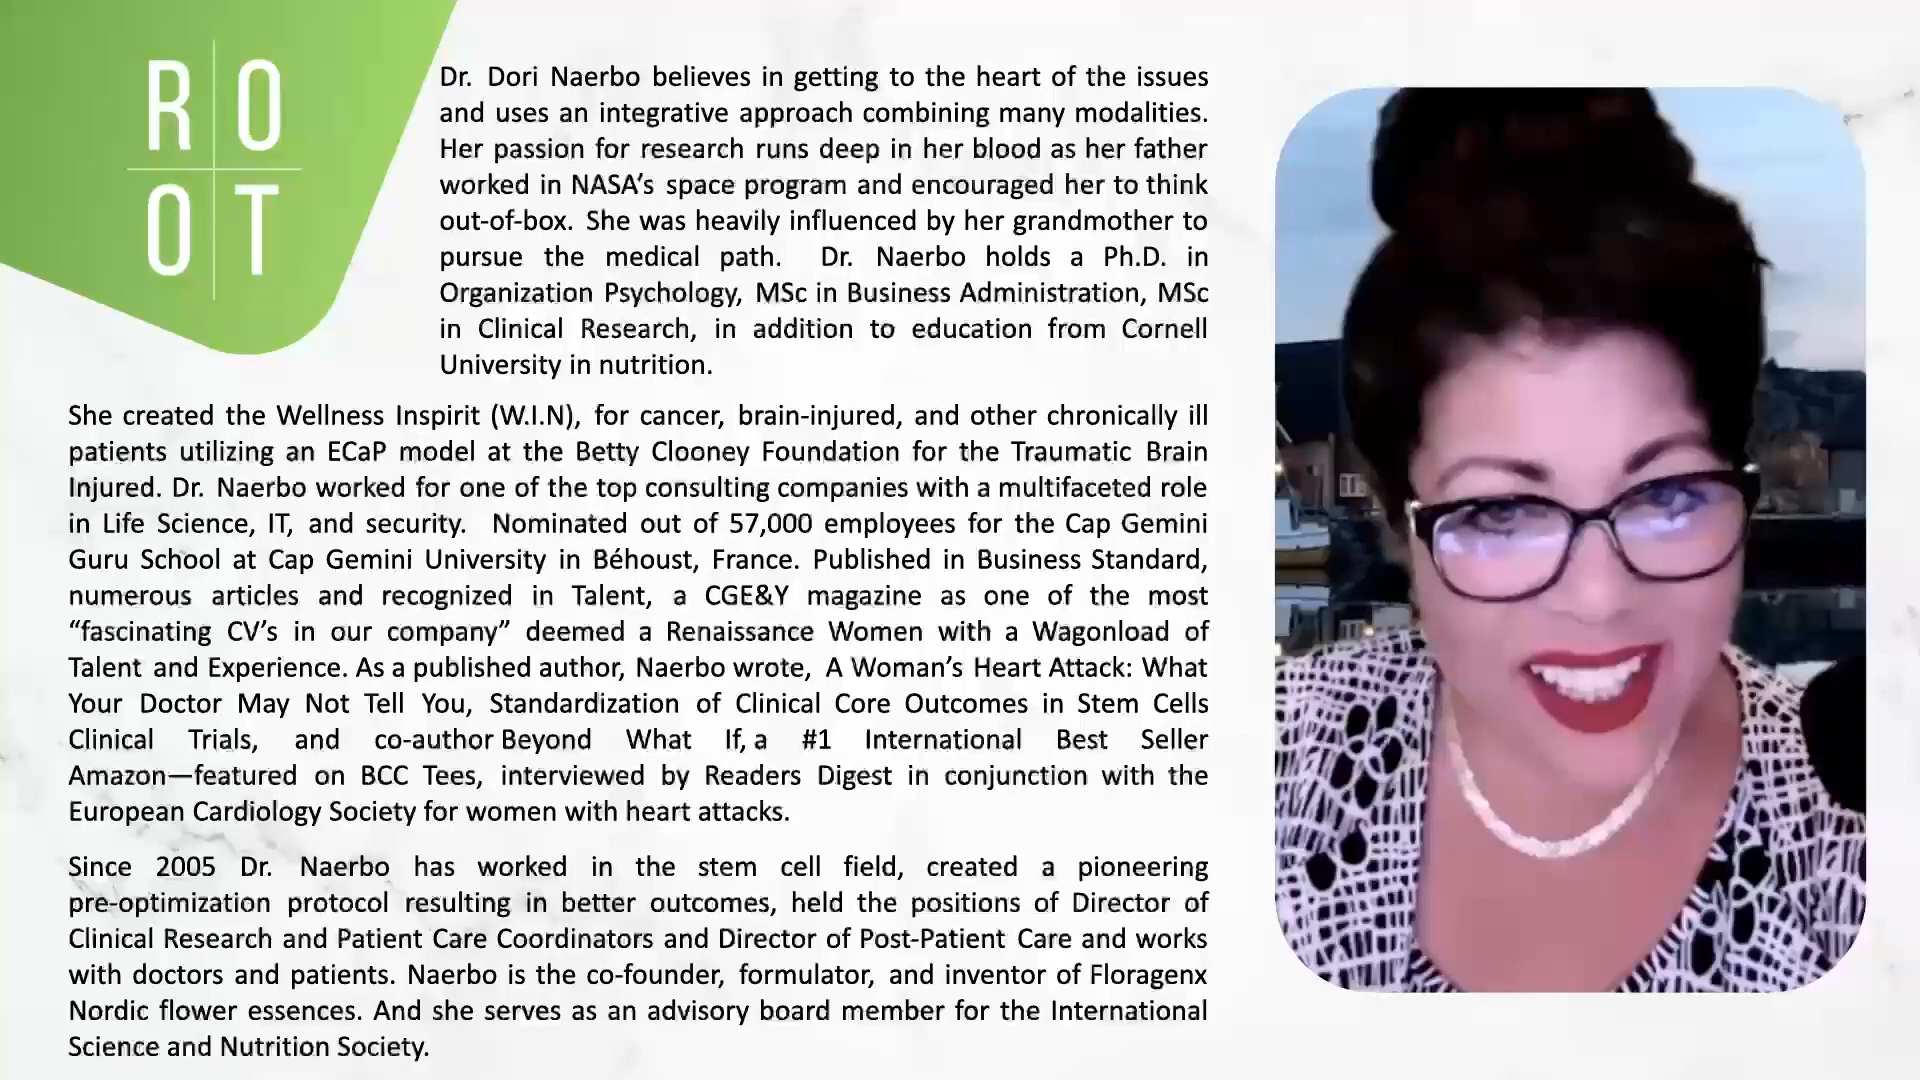 R O
O T
Dr. Dori Naerbo believes in getting to the heart of the issues
and uses an integrative approach combining many modalities.
Her passion for research runs deep in her blood as her father
worked in NASA’s space program and encouraged her to think
out-of-box. She was heavily influenced by her grandmother to
pursue the medical path. Dr. Naerbo holds a Ph.D. in
Organization Psychology, MSc in Business Administration, MSc
in Clinical Research, in addition to education from Cornell
University in nutrition.
She created the Wellness Inspirit (W.I.N), for cancer, brain-injured, and other chronically ill
patients utilizing an ECaP model at the Betty Clooney Foundation for the Traumatic Brain
Injured. Dr. Naerbo worked for one of the top consulting companies with a multifaceted role
in Life Science, IT, and security. Nominated out of 57,000 employees for the Cap Gemini
Guru School at Cap Gemini University in Béhoust, France. Published in Business Standard,
numerous articles and recognized in Talent, a CGE&Y magazine as one of the most
“fascinating CV’s in our company” deemed a Renaissance Women with a Wagonload of
Talent and Experience. As a published author, Naerbo wrote, A Woman’s Heart Attack: What
Your Doctor May Not Tell You, Standardization of Clinical Core Outcomes in Stem Cells
Clinical Trials, and co-author Beyond What If, a #1 International Best Seller
Amazon—featured on BCC Tees, interviewed by Readers Digest in conjunction with the
European Cardiology Society for women with heart attacks.
Since 2005 Dr. Naerbo has worked in the stem cell field, created a pioneering
pre-optimization protocol resulting in better outcomes, held the positions of Director of
Clinical Research and Patient Care Coordinators and Director of Post-Patient Care and works
with doctors and patients. Naerbo is the co-founder, formulator, and inventor of Floragenx
Nordic flower essences. And she serves as an advisory board member for the International
Science and Nutrition Society.